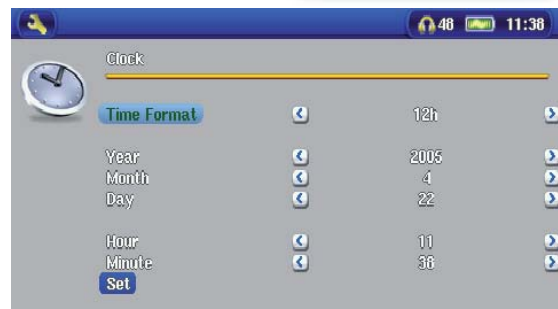 48 11:38
Clock
Time Format 12h
Year 2005
Month 4
Day 22
Hour 11
Minute 38
Set